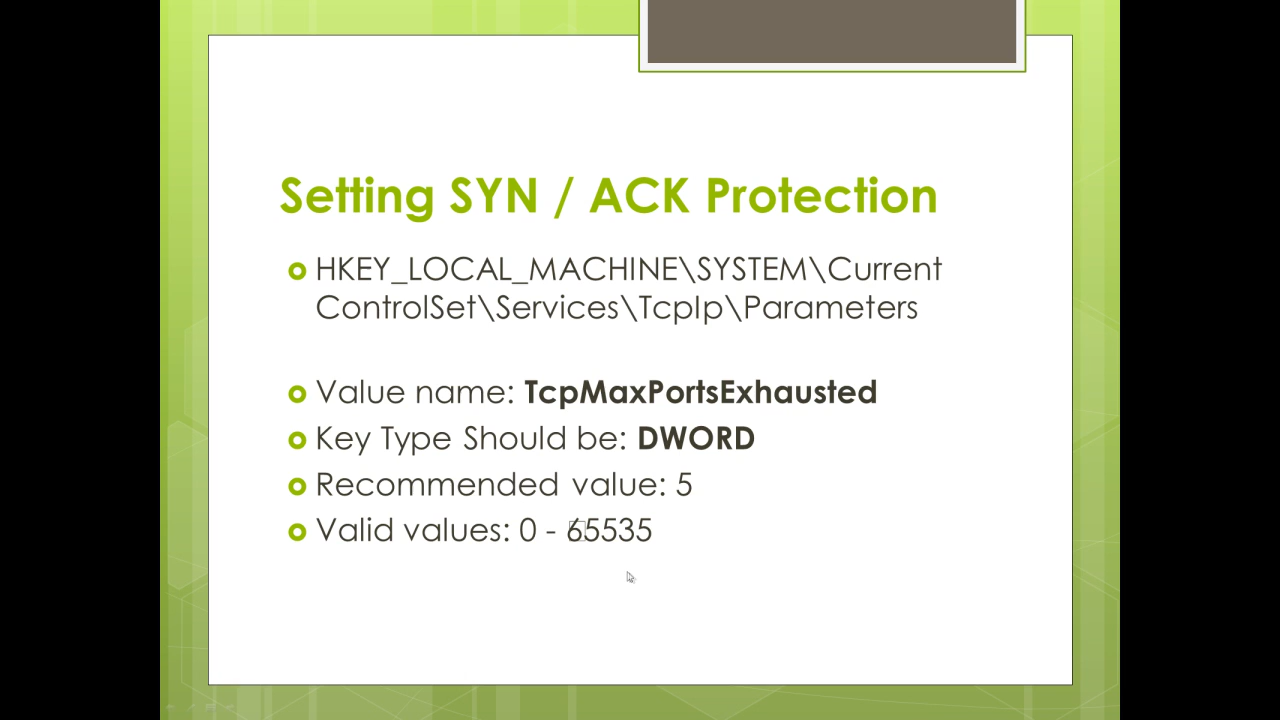 Setting SYN / ACK Protection
HKEY_LOCAL_MACHINE\SYSTEM\Current
ControlSet\Services\TcpIp\Parameters
Value name: TcpMaxPortsExhausted
Key Type Should be: DWORD
Recommended value: 5
Valid values: 0 - 65535